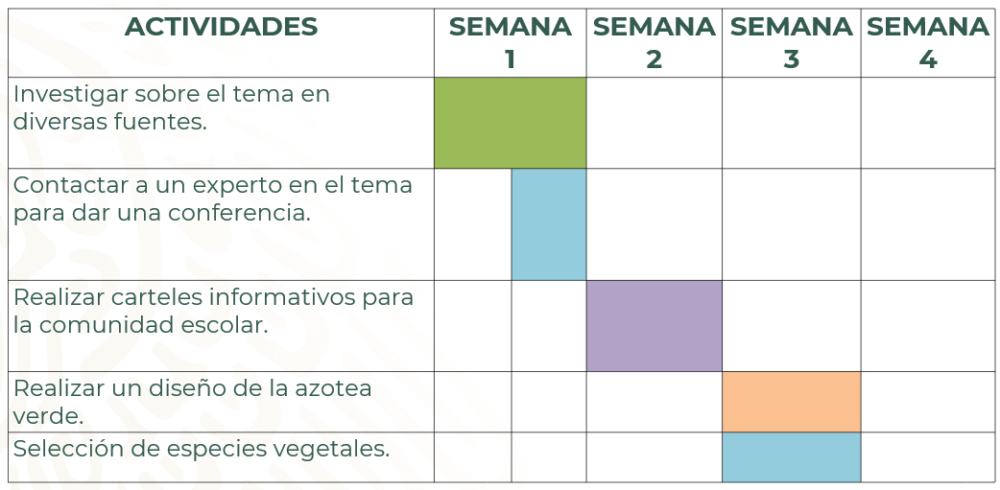 ACTIVIDADES
SEMANA 1
SEMANA 2
SEMANA 3
SEMANA 4
Investigar sobre el tema en
diversas fuentes.
Contactar a un experto en el tema
para dar una conferencia.
Realizar carteles informativos para
la comunidad escolar.
Realizar un diseño de la azotea
verde.
Selección de especies vegetales.